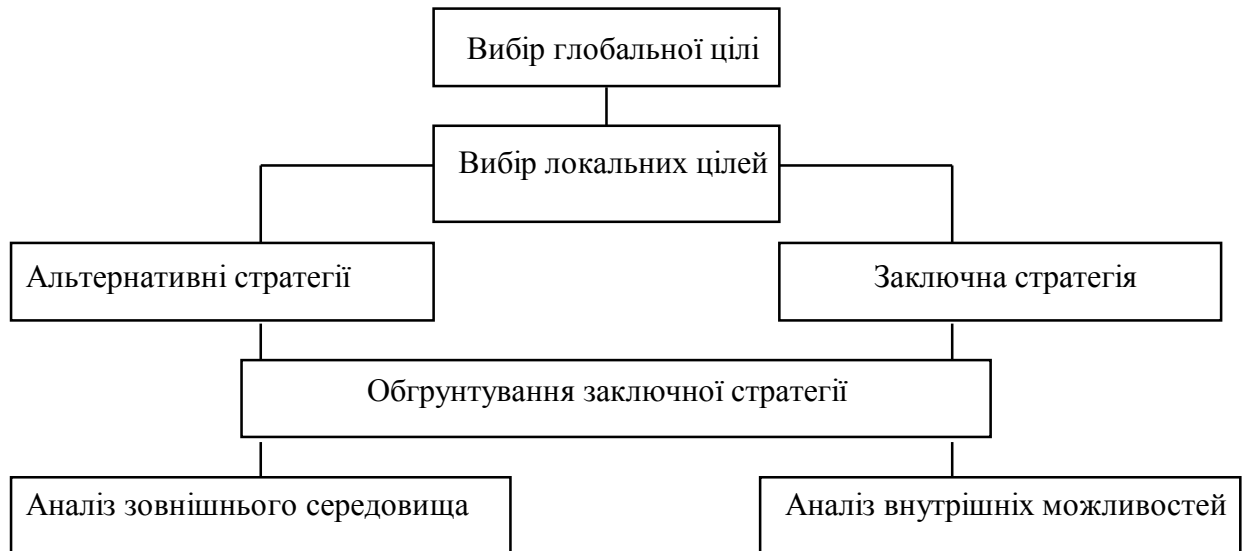 Вибір глобальної цілі
Вибір локальних цілей
Альтернативні стратегії
Заключна стратегія
Обгрунтування заключної стратегії
Аналіз зовнішнього середовища
Аналіз внутрішніх можливостей